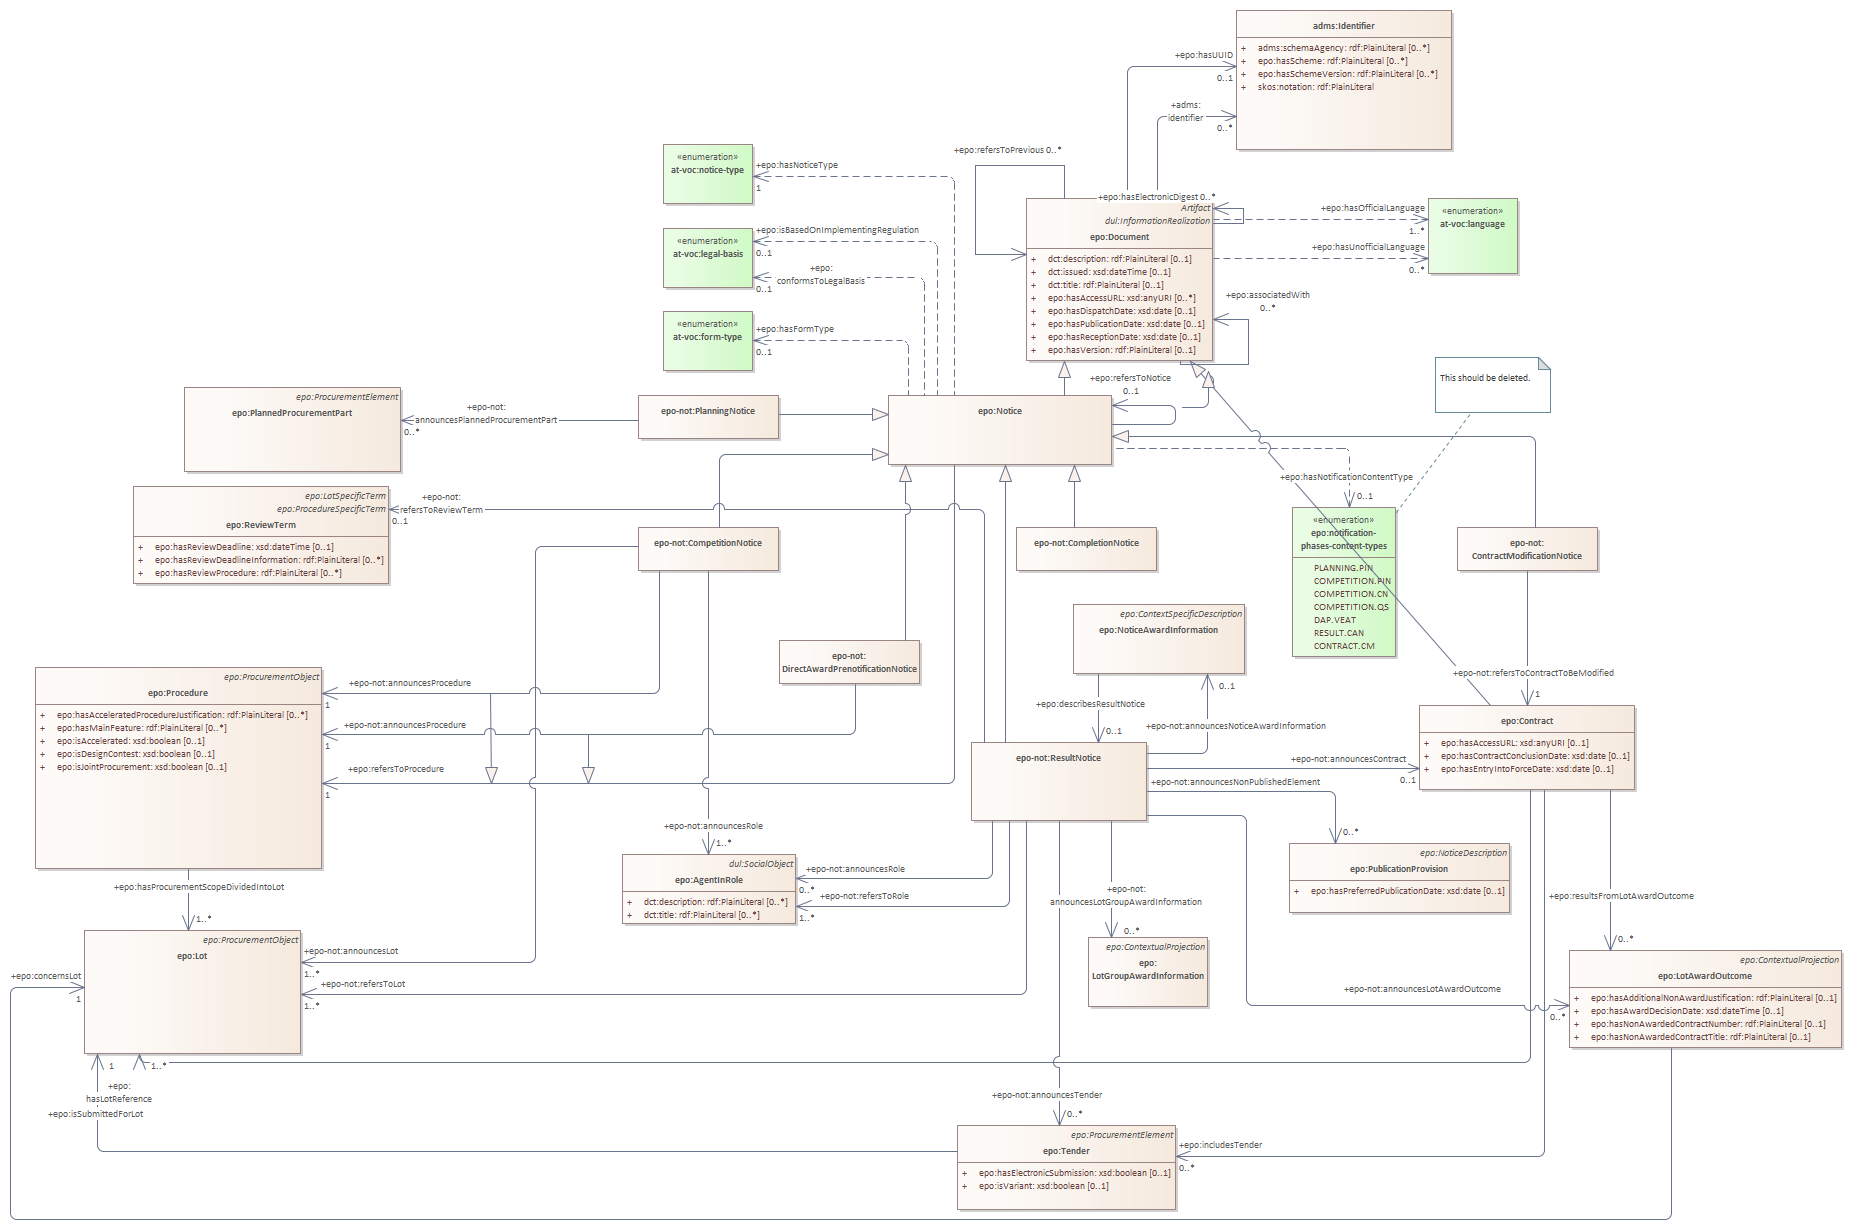 adms:Identifier
+ adms:schemaAgency: rdf:PlainLiteral [0..*]
+ epo:hasScheme: rdf:PlainLiteral [0..*]
+ epo:hasSchemeVersion: rdf:PlainLiteral [0..*]
+ skos:notation: rdf:PlainLiteral
+epo:hasUUID
0..1
+adms:
identifier
0..*
+epo:refersToPrevious 0..*
«enumeration»
at-voc:notice-type
+epo:hasNoticeType
1
+epo:hasElectronicDigest 0..*
Artifact
dul:InformationRealization
epo:Document
+ dct:description: rdf:PlainLiteral [0..1]
+ dct:issued: xsd:dateTime [0..1]
+ dct:title: rdf:PlainLiteral [0..1]
+ epo:hasAccessURL: xsd:anyURI [0..*]
+ epo:hasDispatchDate: xsd:date [0..1]
+ epo:hasPublicationDate: xsd:date [0..1]
+ epo:hasReceptionDate: xsd:date [0..1]
+ epo:hasVersion: rdf:PlainLiteral [0..1]
+epo:hasOfficialLanguage
1..*
+epo:hasUnofficialLanguage
0..*
«enumeration»
at-voc:language
«enumeration»
at-voc:legal-basis
+epo:isBasedOnImplementingRegulation
0..1
+epo:
conformsToLegalBasis
0..1
+epo:associatedWith
0..*
«enumeration»
at-voc:form-type
+epo:hasFormType
0..1
This should be deleted.
+epo:refersToNotice
0..1
epo:ProcurementElement
epo:PlannedProcurementPart
+epo-not:
announcesPlannedProcurementPart
0..*
epo-not:PlanningNotice
epo:Notice
+epo:hasNotificationContentType
0..1
epo:LotSpecificTerm
epo:ProcedureSpecificTerm
epo:ReviewTerm
+ epo:hasReviewDeadline: xsd:dateTime [0..1]
+ epo:hasReviewDeadlineInformation: rdf:PlainLiteral [0..*]
+ epo:hasReviewProcedure: rdf:PlainLiteral [0..*]
+epo-not:
refersToReviewTerm
0..1
epo-not:CompetitionNotice
epo-not:CompletionNotice
«enumeration»
epo:notification-
phases-content-types
PLANNING.PIN
COMPETITION.PIN
COMPETITION.CN
COMPETITION.QS
DAP.VEAT
RESULT.CAN
CONTRACT.CM
epo-not:
ContractModificationNotice
epo:ContextSpecificDescription
epo:NoticeAwardInformation
epo-not:
DirectAwardPrenotificationNotice
+epo-not:refersToContractToBeModified
1
epo:ProcurementObject
epo:Procedure
+ epo:hasAcceleratedProcedureJustification: rdf:PlainLiteral [0..*]
+ epo:hasMainFeature: rdf:PlainLiteral [0..*]
+ epo:isAccelerated: xsd:boolean [0..1]
+ epo:isDesignContest: xsd:boolean [0..1]
+ epo:isJointProcurement: xsd:boolean [0..1]
+epo-not:announcesProcedure
1
+epo-not:announcesProcedure
1
+epo:refersToProcedure
1
+epo:describesResultNotice
0..1
0..1
+epo-not:announcesNoticeAwardInformation
epo-not:ResultNotice
+epo-not:announcesContract
0..1
+epo-not:announcesNonPublishedElement
0..*
epo:Contract
+ epo:hasAccessURL: xsd:anyURI [0..1]
+ epo:hasContractConclusionDate: xsd:date [0..1]
+ epo:hasEntryIntoForceDate: xsd:date [0..1]
+epo-not:announcesRole
1..*
dul:SocialObject
epo:AgentInRole
+ dct:description: rdf:PlainLiteral [0..*]
+ dct:title: rdf:PlainLiteral [0..*]
+epo-not:announcesRole
0..*
+epo-not:refersToRole
1..*
epo:NoticeDescription
epo:PublicationProvision
+ epo:hasPreferredPublicationDate: xsd:date [0..1]
+epo:hasProcurementScopeDividedIntoLot
1..*
+epo-not:
announcesLotGroupAwardInformation
0..*
+epo:resultsFromLotAwardOutcome
0..*
epo:ProcurementObject
epo:Lot
+epo-not:announcesLot
1..*
+epo-not:refersToLot
1..*
+epo:concernsLot
1
epo:ContextualProjection
epo:
LotGroupAwardInformation
+epo-not:announcesLotAwardOutcome
0..*
epo:ContextualProjection
epo:LotAwardOutcome
+ epo:hasAdditionalNonAwardJustification: rdf:PlainLiteral [0..1]
+ epo:hasAwardDecisionDate: xsd:dateTime [0..1]
+ epo:hasNonAwardedContractNumber: rdf:PlainLiteral [0..1]
+ epo:hasNonAwardedContractTitle: rdf:PlainLiteral [0..1]
1
1..*
+epo:
hasLotReference
+epo:isSubmittedForLot
+epo-not:announcesTender
0..*
epo:ProcurementElement
epo:Tender
+ epo:hasElectronicSubmission: xsd:boolean [0..1]
+ epo:isVariant: xsd:boolean [0..1]
+epo:includesTender
0..*